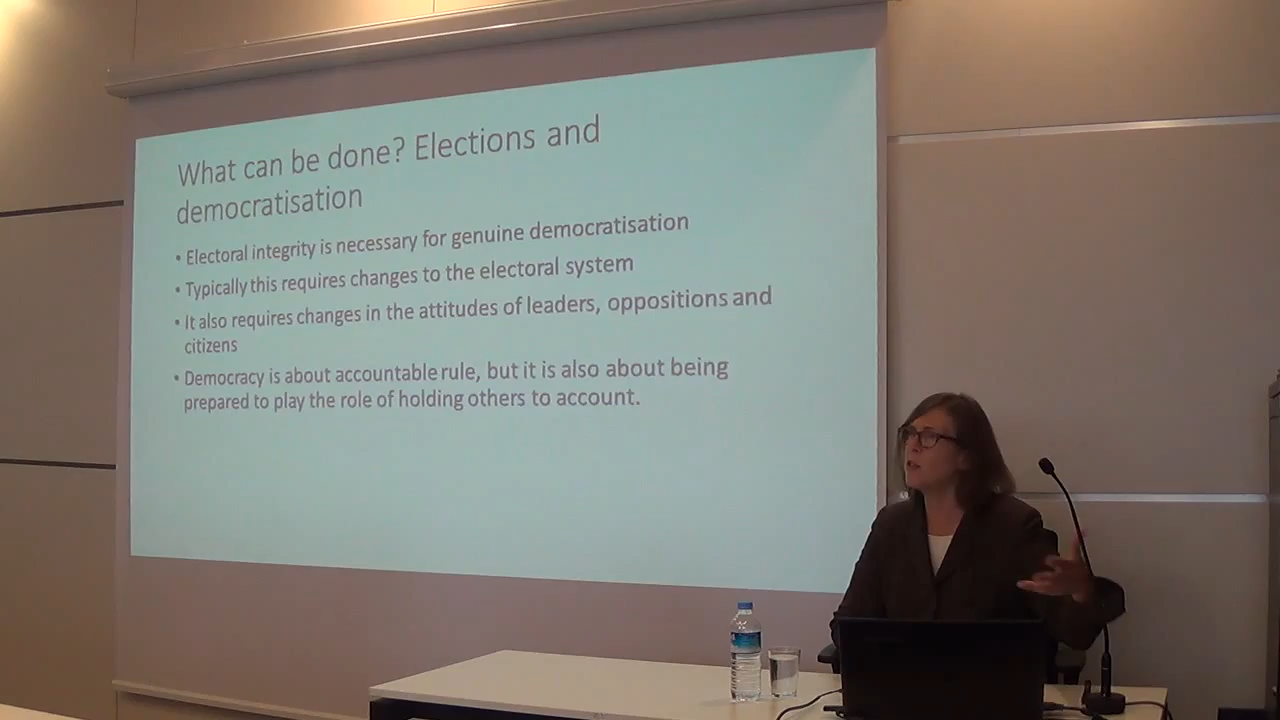 What can be done? Elections and
democratisation
• Electoral integrity is necessary for genuine democratisation
• Typically this requires changes to the electoral system
• It also requires changes in the attitudes of leaders, oppositions and
citizens
• Democracy is about accountable rule, but it is also about being
prepared to play the role of holding others to account.